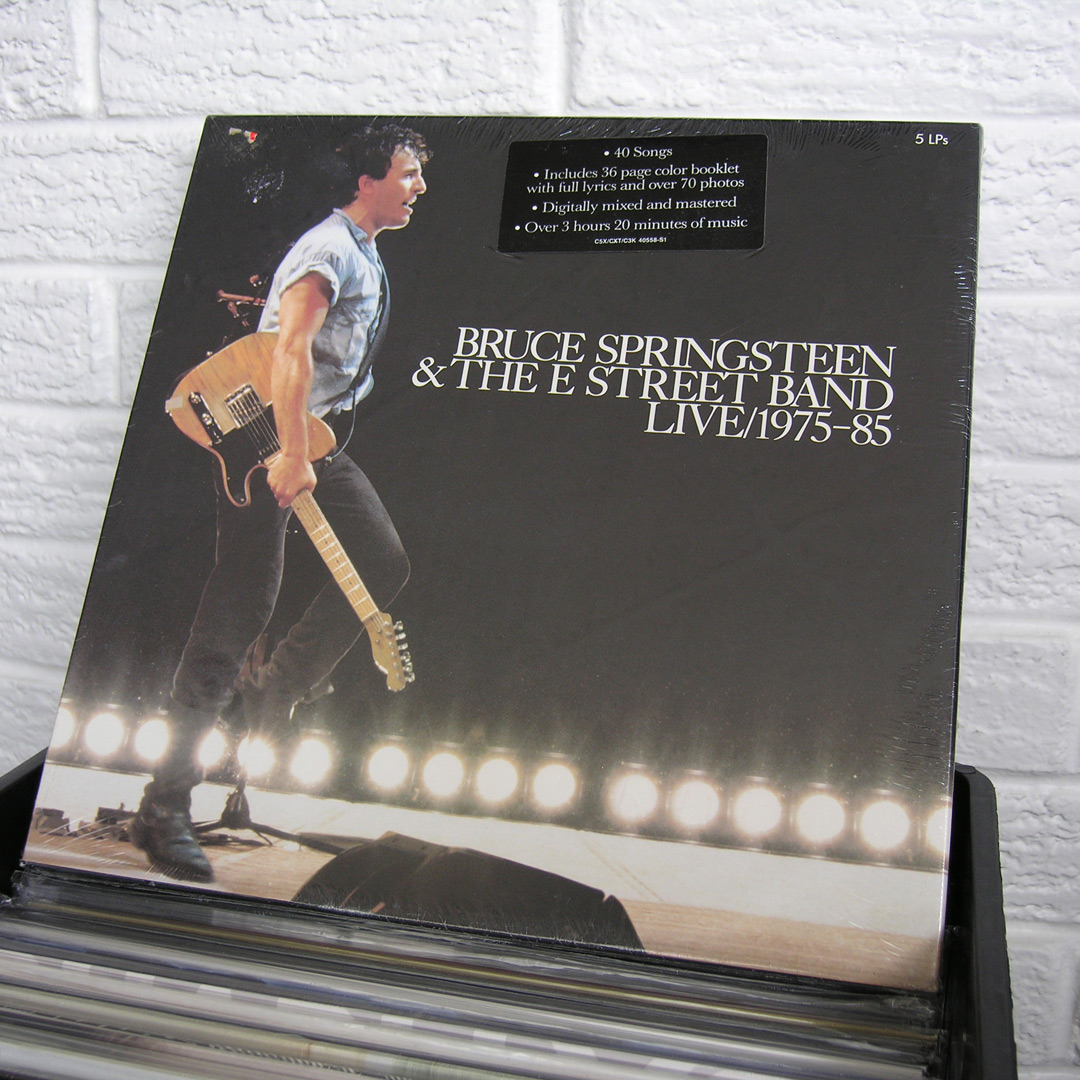 5 LPs
• 40 Songs
• Includes 36 page color booklet
with full lyrics and over 70 photos
• Digitally mixed and mastered
• Over 3 hours 20 minutes of music
C5X/CXT/C3K 40558-S1
BRUCE SPRINGSTEEN
& THE E STREET BAND
LIVE/1975–85